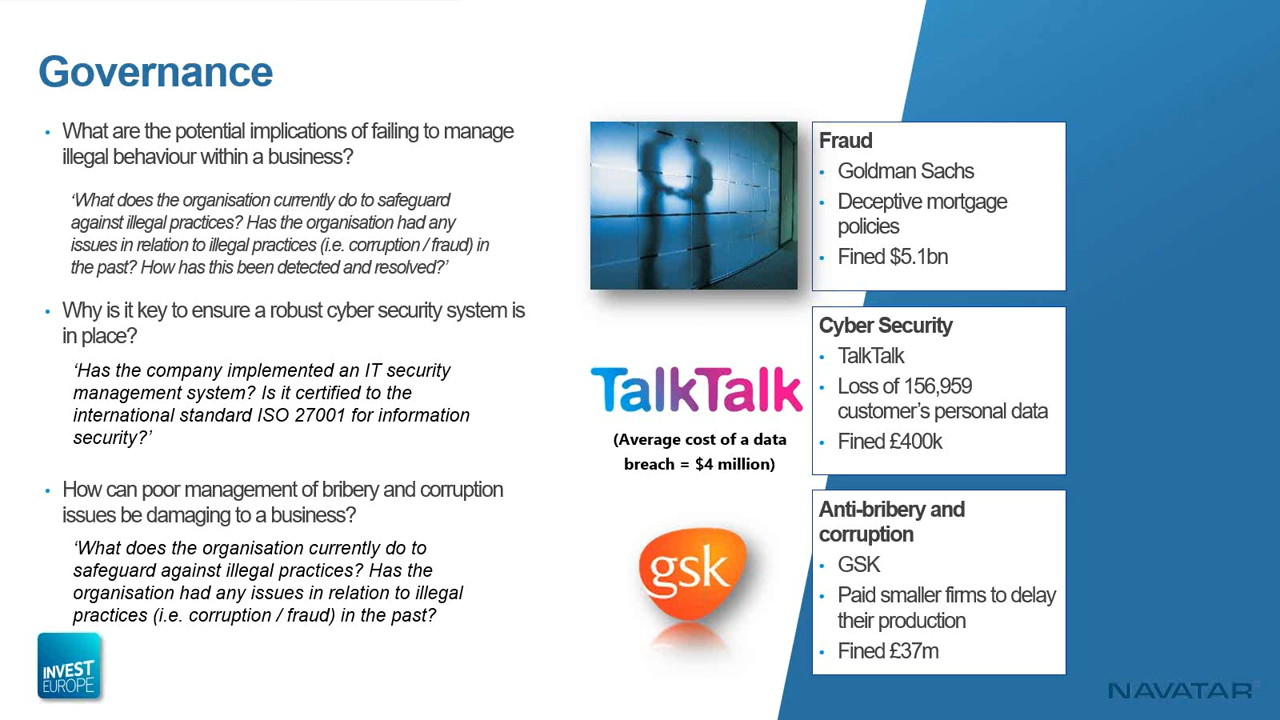 Governance
• What are the potential implications of failing to manage
illegal behaviour within a business?
‘What does the organisation currently do to safeguard
against illegal practices? Has the organisation had any
issues in relation to illegal practices (i.e. corruption / fraud) in
the past? How has this been detected and resolved?’
• Why is it key to ensure a robust cyber security system is
in place?
‘Has the company implemented an IT security
management system? Is it certified to the
international standard ISO 27001 for information
security?’
• How can poor management of bribery and corruption
issues be damaging to a business?
‘What does the organisation currently do to
safeguard against illegal practices? Has the
organisation had any issues in relation to illegal
practices (i.e. corruption / fraud) in the past?
INVEST
EUROPE
TalkTalk
(Average cost of a data
breach = $4 million)
gsk
Fraud
• Goldman Sachs
• Deceptive mortgage
policies
• Fined $5.1bn
Cyber Security
• TalkTalk
• Loss of 156,959
customer’s personal data
• Fined £400k
Anti-bribery and
corruption
• GSK
• Paid smaller firms to delay
their production
• Fined £37m
NAVATAR